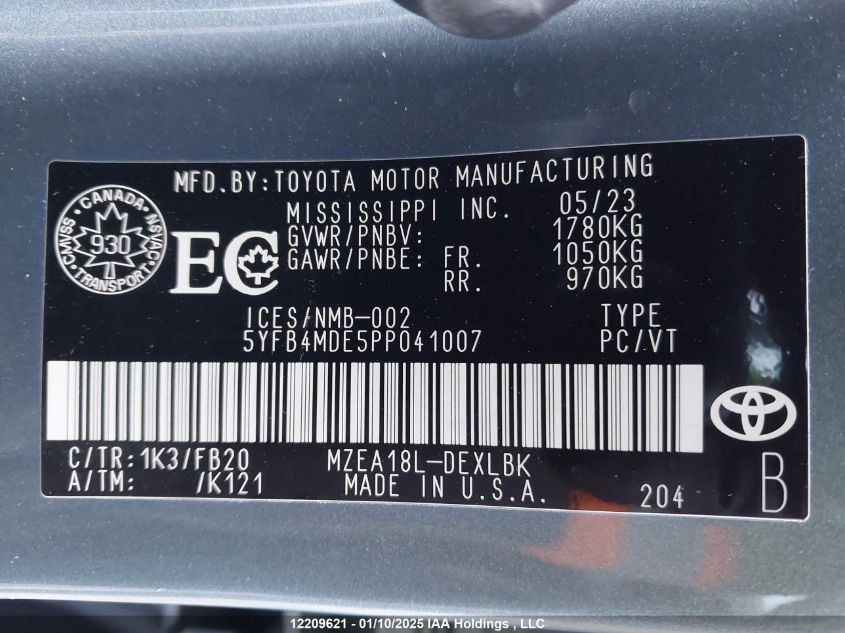 MFD.BY:TOYOTA MOTOR MANUFACTURING
MISSISSIPPI INC. 05/23
GVWR/PNBV: 1780KG
GAWR/PNBE: FR. 1050KG
RR. 970KG
CANADA
CMVSS 930 NSVAC
TRANSPORT
EC
ICES/NMB-002 TYPE
5YFB4MDE5PP041007 PC/VT
C/TR:1K3/FB20 MZEA18L-DEXLBK
A/TM: /K121 MADE IN U.S.A. 204 B
12209621 - 01/10/2025 IAA Holdings , LLC